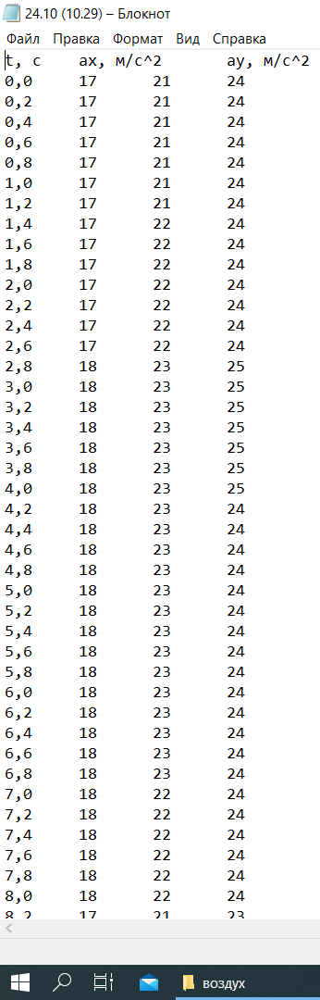 24.10 (10.29) – Блокнот
Файл Правка Формат Вид Справка
t, с ax, м/с^2 ay, м/с^2
0,0 17 21 24
0,2 17 21 24
0,4 17 21 24
0,6 17 21 24
0,8 17 21 24
1,0 17 21 24
1,2 17 21 24
1,4 17 22 24
1,6 17 22 24
1,8 17 22 24
2,0 17 22 24
2,2 17 22 24
2,4 17 22 24
2,6 17 22 24
2,8 18 23 25
3,0 18 23 25
3,2 18 23 25
3,4 18 23 25
3,6 18 23 25
3,8 18 23 25
4,0 18 23 25
4,2 18 23 24
4,4 18 23 24
4,6 18 23 24
4,8 18 23 24
5,0 18 23 24
5,2 18 23 24
5,4 18 23 24
5,6 18 23 24
5,8 18 23 24
6,0 18 23 24
6,2 18 23 24
6,4 18 23 24
6,6 18 23 24
6,8 18 23 24
7,0 18 22 24
7,2 18 22 24
7,4 18 22 24
7,6 18 22 24
7,8 18 22 24
8,0 18 22 24
8,2 17 21 23
воздух